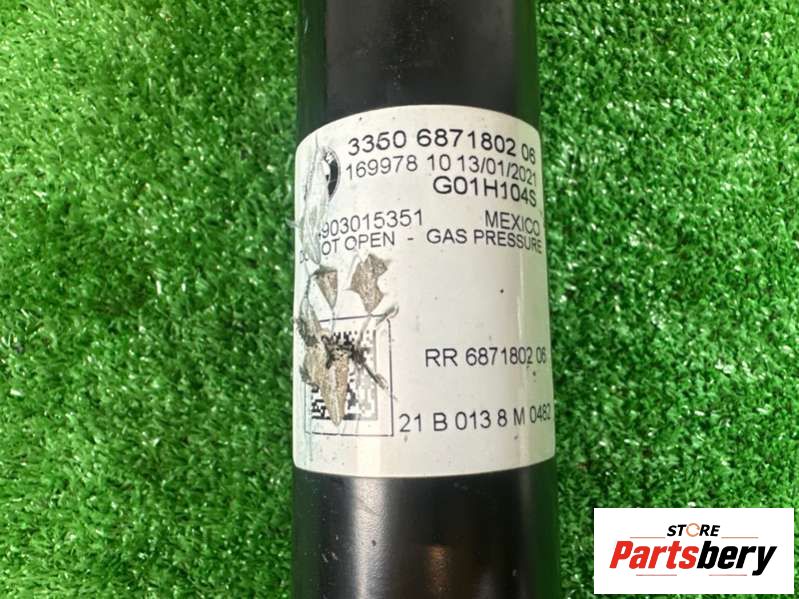 3350 6871802 06
169978 10 13/01/2021
G01H104S
903015351 MEXICO
OT OPEN - GAS PRESSURE
RR 6871802 06
21 B 013 8 M 0482
STORE
Partsbery